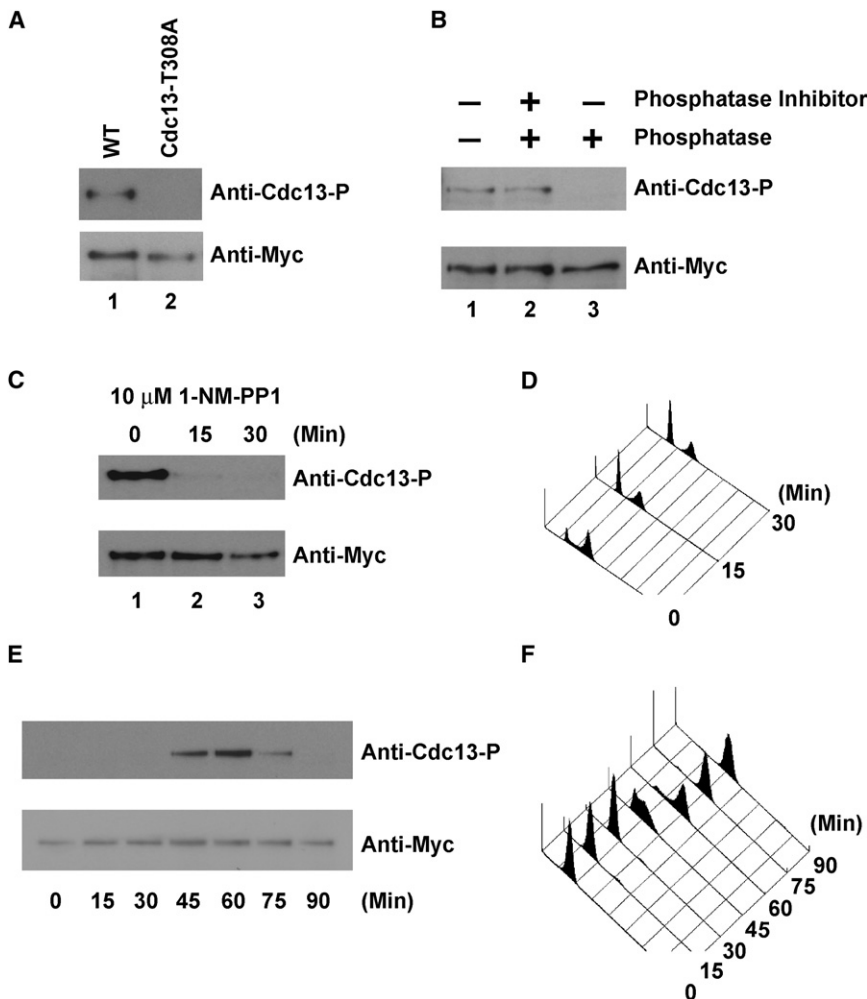 A
WT
Cdc13-T308A
Anti-Cdc13-P
Anti-Myc
1 2
B
− + − Phosphatase Inhibitor
− + + Phosphatase
Anti-Cdc13-P
Anti-Myc
1 2 3
C
10 μM 1-NM-PP1
0 15 30 (Min)
Anti-Cdc13-P
Anti-Myc
1 2 3
D
(Min)
30
15
0
E
Anti-Cdc13-P
Anti-Myc
0 15 30 45 60 75 90 (Min)
F
(Min)
90
75
60
45
30
15
0